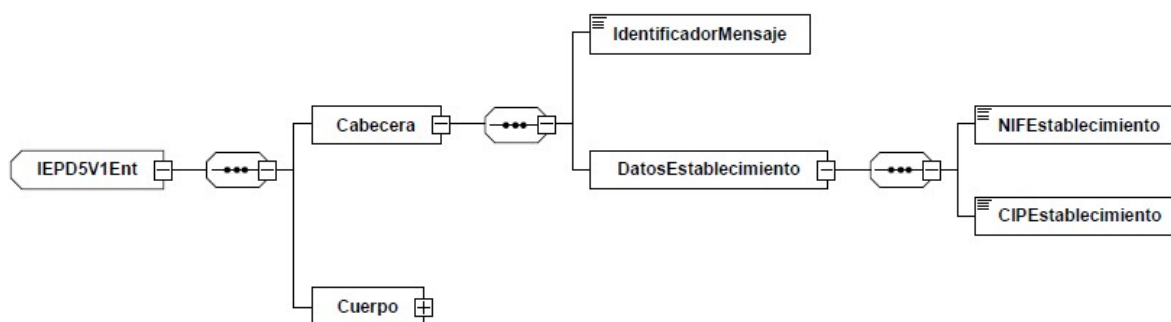 IdentificadorMensaje
Cabecera
NIFEstablecimiento
IEPD5V1Ent
DatosEstablecimiento
CIPEstablecimiento
Cuerpo